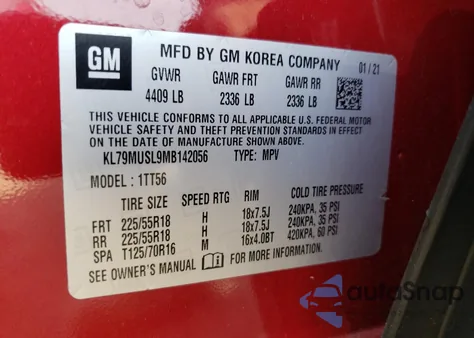 GM
MFD BY GM KOREA COMPANY 01/21
GVWR GAWR FRT GAWR RR
4409 LB 2336 LB 2336 LB
THIS VEHICLE CONFORMS TO ALL APPLICABLE U.S. FEDERAL MOTOR
VEHICLE SAFETY AND THEFT PREVENTION STANDARDS IN EFFECT ON
THE DATE OF MANUFACTURE SHOWN ABOVE.
KL79MUSL9MB142056 TYPE: MPV
MODEL : 1TT56
TIRE SIZE SPEED RTG RIM COLD TIRE PRESSURE
FRT 225/55R18 H 18x7.5J 240KPA, 35 PSI
RR 225/55R18 H 18x7.5J 240KPA, 35 PSI
SPA T125/70R16 M 16x4.0BT 420KPA, 60 PSI
SEE OWNER'S MANUAL FOR MORE INFORMATION
autoSnap